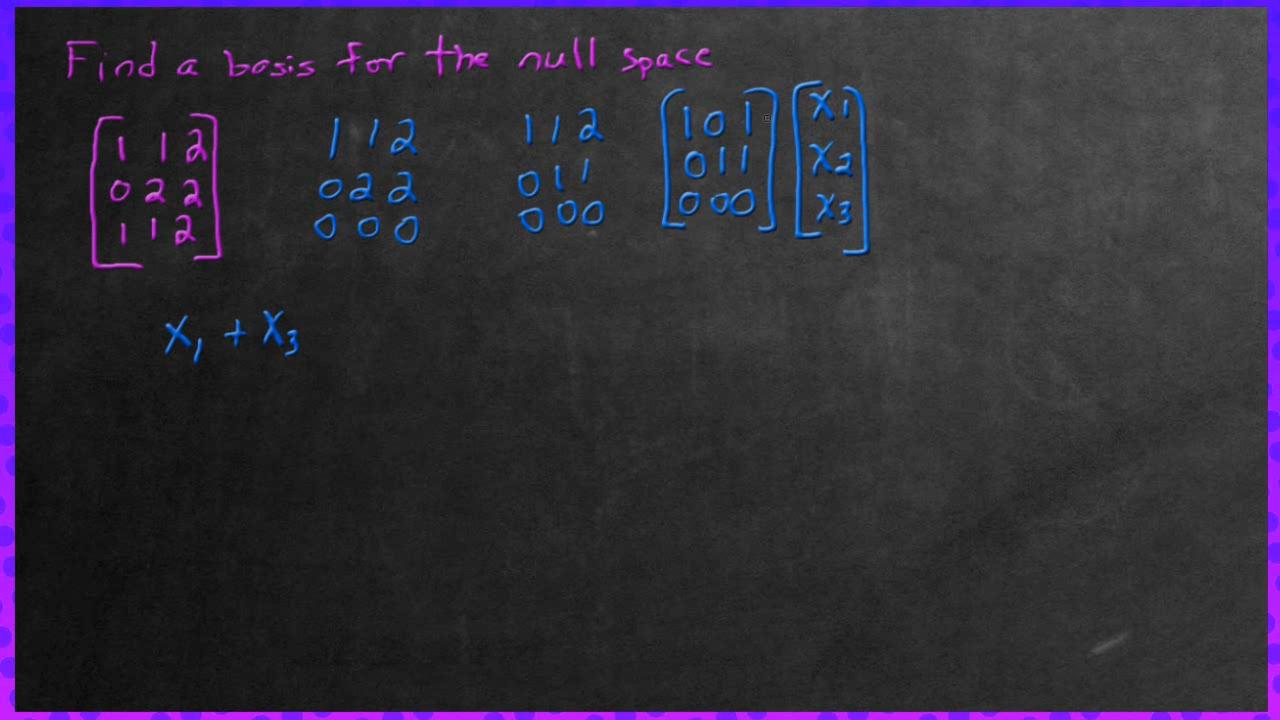 Find a basis for the null space
1 1 2 1 1 2 1 1 2 1 0 1 x1
0 2 2 0 2 2 0 1 1 0 1 1 x2
1 1 2 0 0 0 0 0 0 0 0 0 x3
x1 + x3